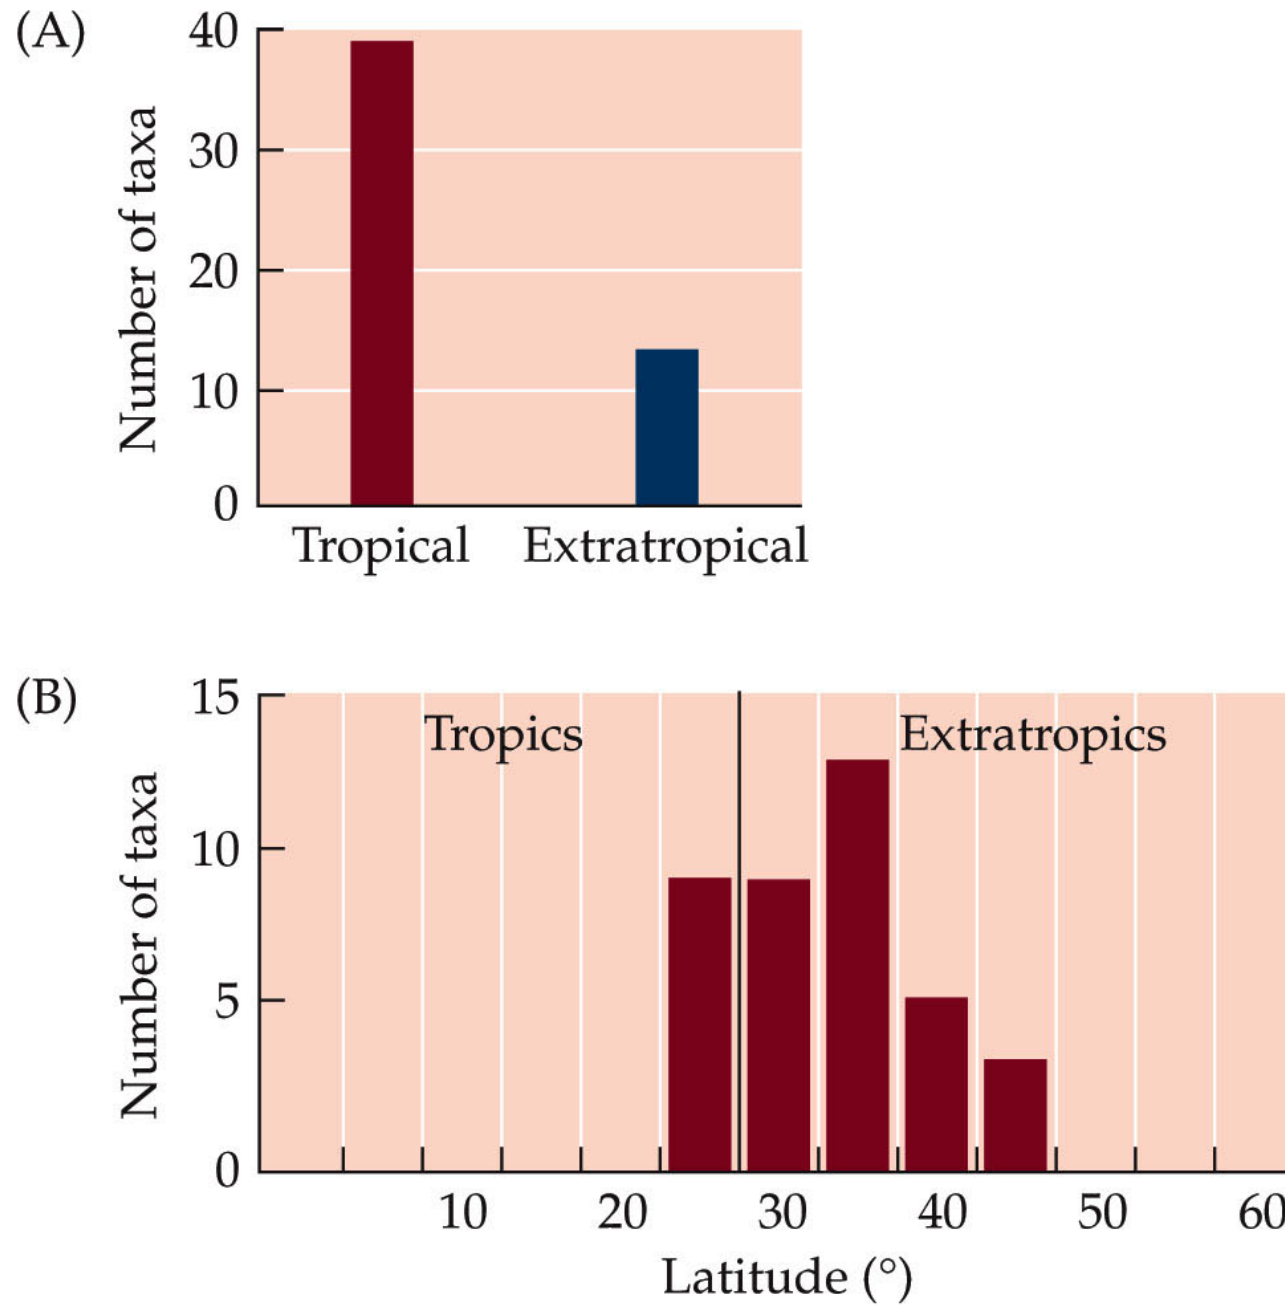 (A)
Number of taxa
40
30
20
10
0
Tropical Extratropical
(B)
Number of taxa
15
10
5
0
Tropics Extratropics
10 20 30 40 50 60
Latitude (°)